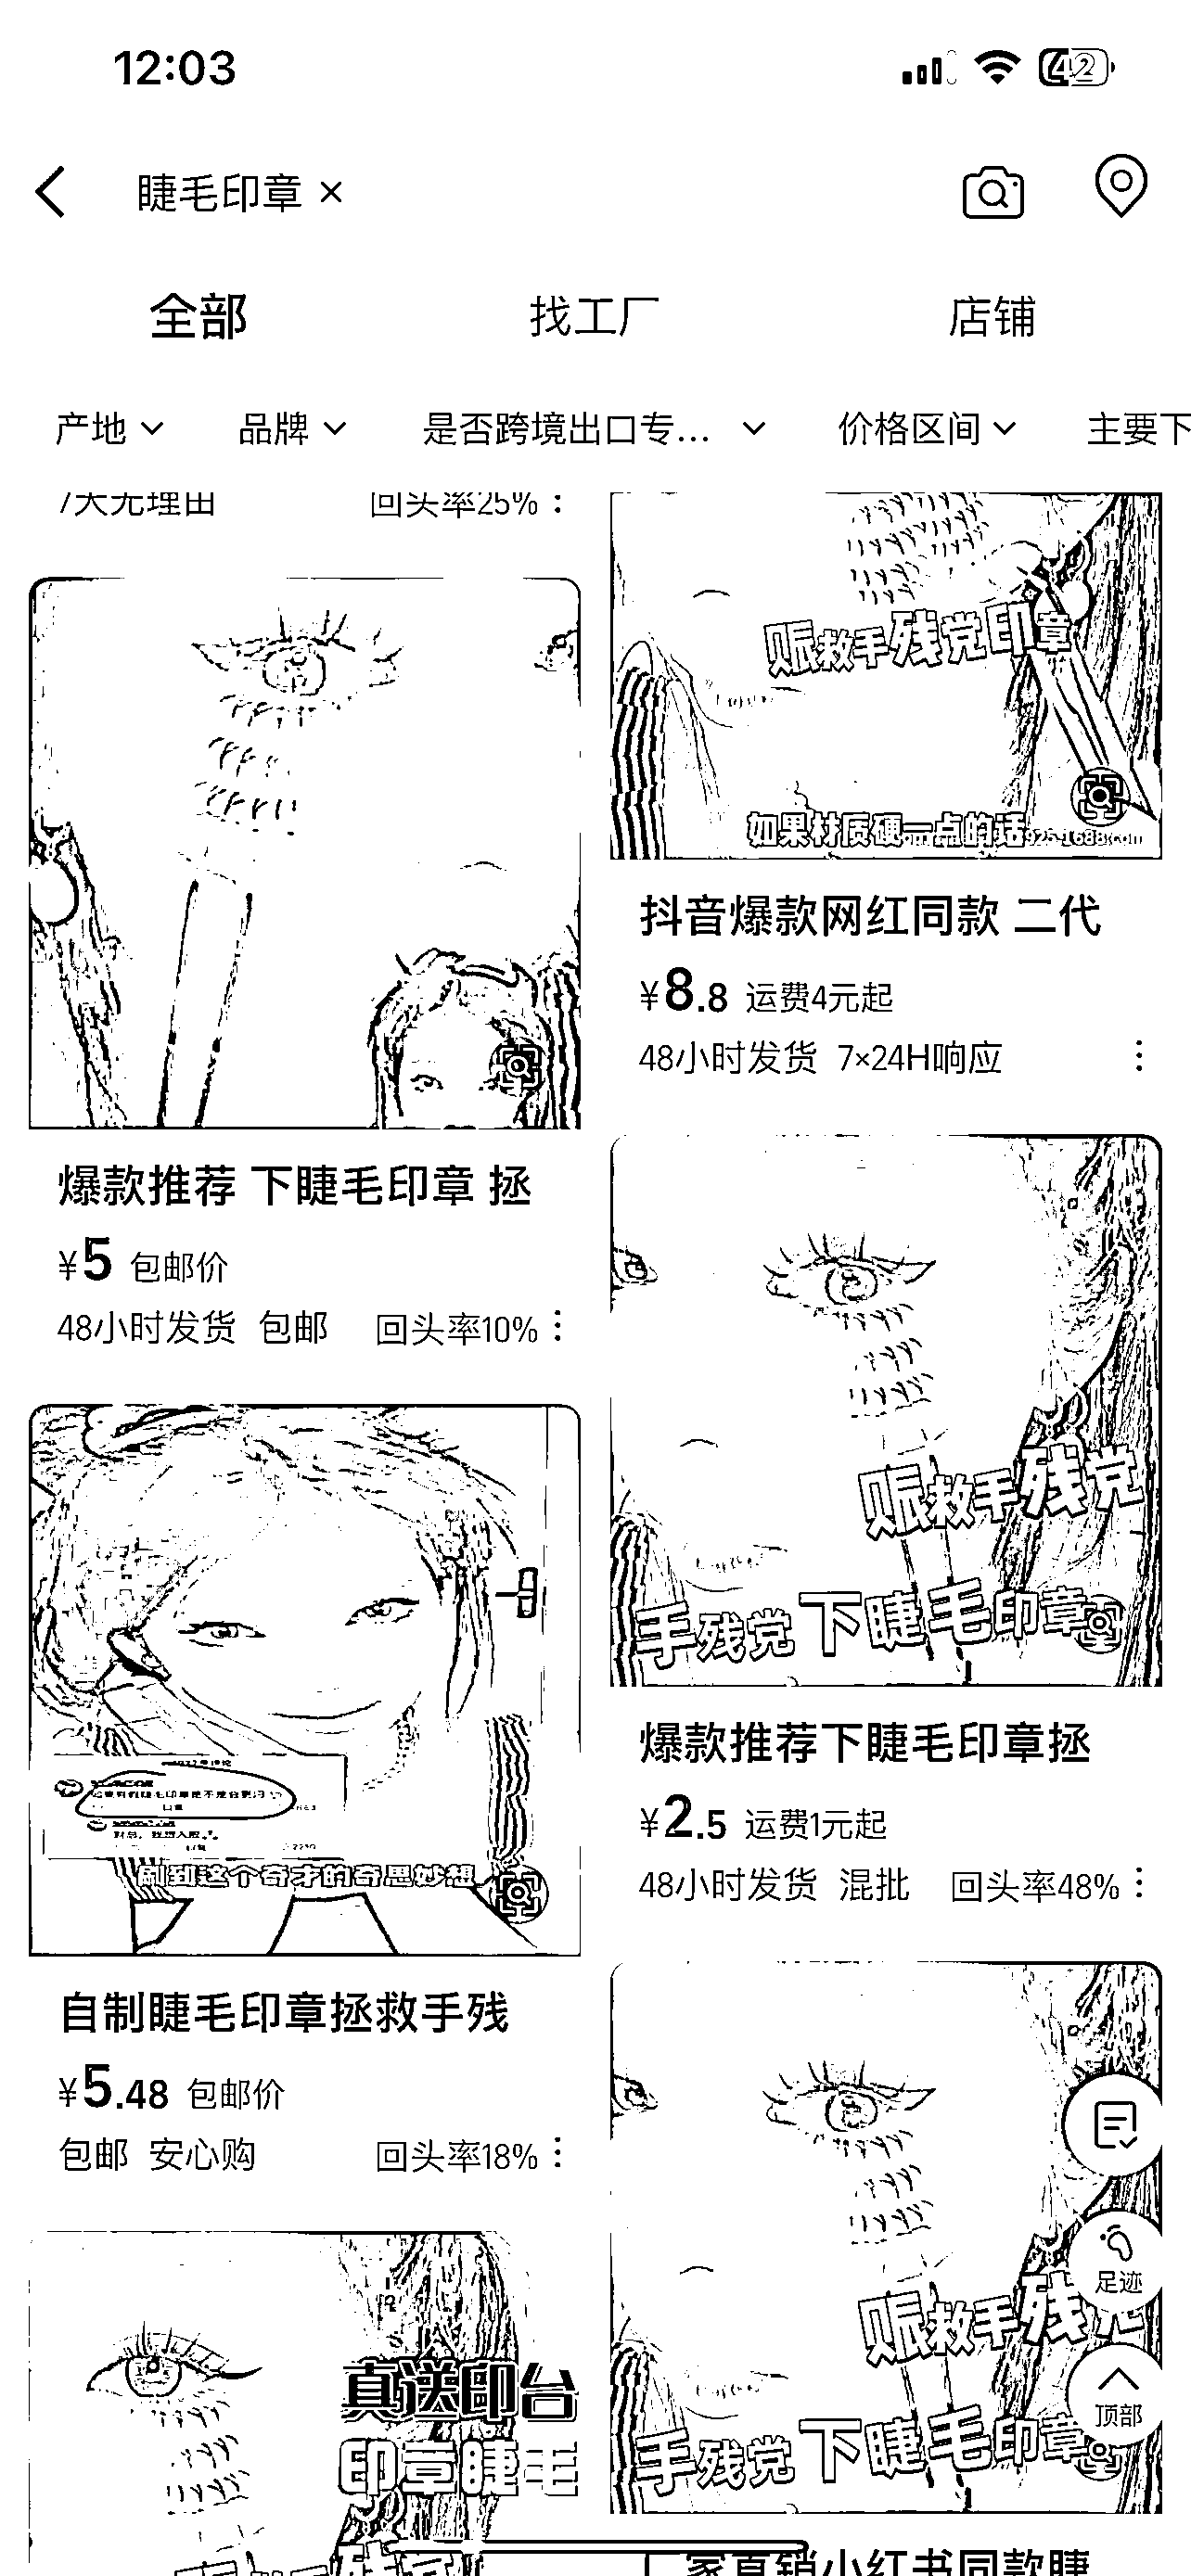 12:03
42
睫毛印章 ×
全部 找工厂 店铺
产地 品牌 是否跨境出口专... 价格区间 主要下
7天无理由 回头率25%
爆款推荐 下睫毛印章 拯
¥5 包邮价
48小时发货 包邮 回头率10%
刷到这个奇才的奇思妙想
自制睫毛印章拯救手残
¥5.48 包邮价
包邮 安心购 回头率18%
真送印台
印章睫毛
赈救手残党印章
如果材质硬一点的话
抖音爆款网红同款 二代
¥8.8 运费4元起
48小时发货 7×24H响应
赈救手残党
手残党下睫毛印章
爆款推荐下睫毛印章拯
¥2.5 运费1元起
48小时发货 混批 回头率48%
赈救手残党
手残党下睫毛印章
足迹
顶部
家直销小红书同款睫